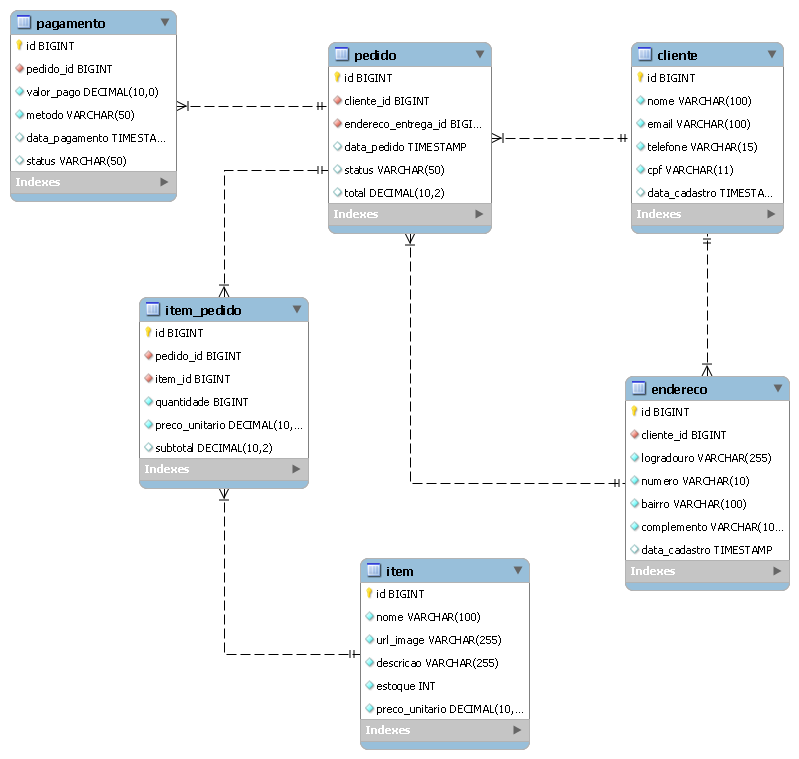 pagamento
id BIGINT
pedido_id BIGINT
valor_pago DECIMAL(10,0)
metodo VARCHAR(50)
data_pagamento TIMESTA...
status VARCHAR(50)
Indexes
pedido
id BIGINT
cliente_id BIGINT
endereco_entrega_id BIGI...
data_pedido TIMESTAMP
status VARCHAR(50)
total DECIMAL(10,2)
Indexes
cliente
id BIGINT
nome VARCHAR(100)
email VARCHAR(100)
telefone VARCHAR(15)
cpf VARCHAR(11)
data_cadastro TIMESTA...
Indexes
item_pedido
id BIGINT
pedido_id BIGINT
item_id BIGINT
quantidade BIGINT
preco_unitario DECIMAL(10,...
subtotal DECIMAL(10,2)
Indexes
endereco
id BIGINT
cliente_id BIGINT
logradouro VARCHAR(255)
numero VARCHAR(10)
bairro VARCHAR(100)
complemento VARCHAR(10...
data_cadastro TIMESTAMP
Indexes
item
id BIGINT
nome VARCHAR(100)
url_image VARCHAR(255)
descricao VARCHAR(255)
estoque INT
preco_unitario DECIMAL(10,...
Indexes